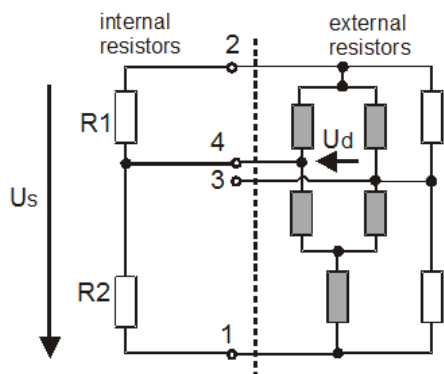 internal
resistors
external
resistors
2
R1
4
Ud
3
Us
R2
1